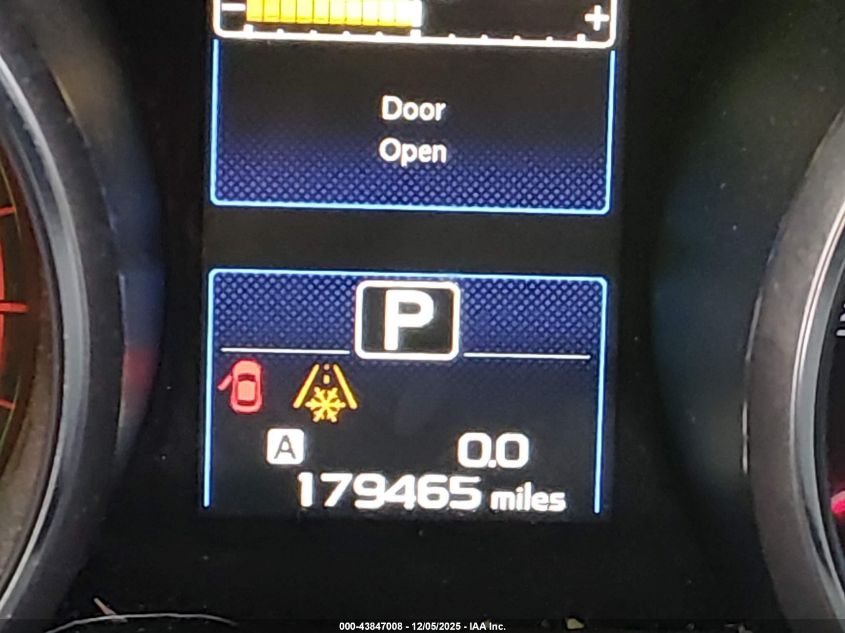 - +
Door
Open
P
A 0.0
179465 miles
000-43847008 - 12/05/2025 - IAA Inc.